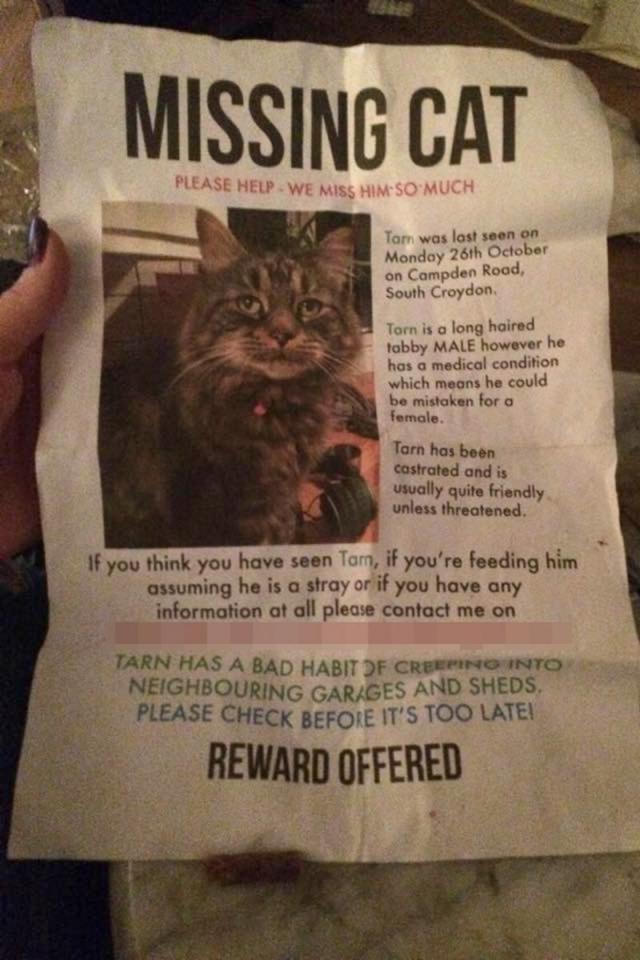 MISSING CAT
PLEASE HELP - WE MISS HIM SO MUCH
Tarn was last seen on
Monday 26th October
on Campden Road,
South Croydon.
Tarn is a long haired
tabby MALE however he
has a medical condition
which means he could
be mistaken for a
female.
Tarn has been
castrated and is
usually quite friendly
unless threatened.
If you think you have seen Tarn, if you're feeding him
assuming he is a stray or if you have any
information at all please contact me on
TARN HAS A BAD HABIT OF CREEPING INTO
NEIGHBOURING GARAGES AND SHEDS.
PLEASE CHECK BEFORE IT'S TOO LATE!
REWARD OFFERED